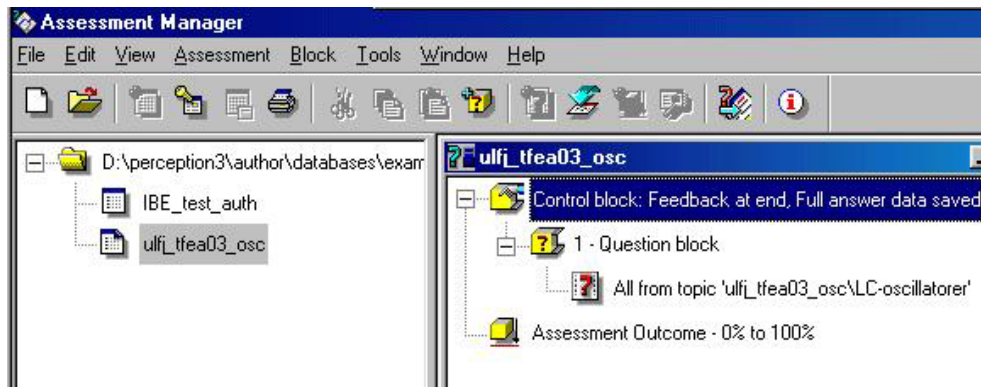 Assessment Manager
File Edit View Assessment Block Tools Window Help
D:\perception3\author\databases\exam
IBE_test_auth
ulfj_tfea03_osc
ulfj_tfea03_osc
Control block: Feedback at end, Full answer data saved
1 - Question block
All from topic 'ulfj_tfea03_osc\LC-oscillatorer'
Assessment Outcome - 0% to 100%